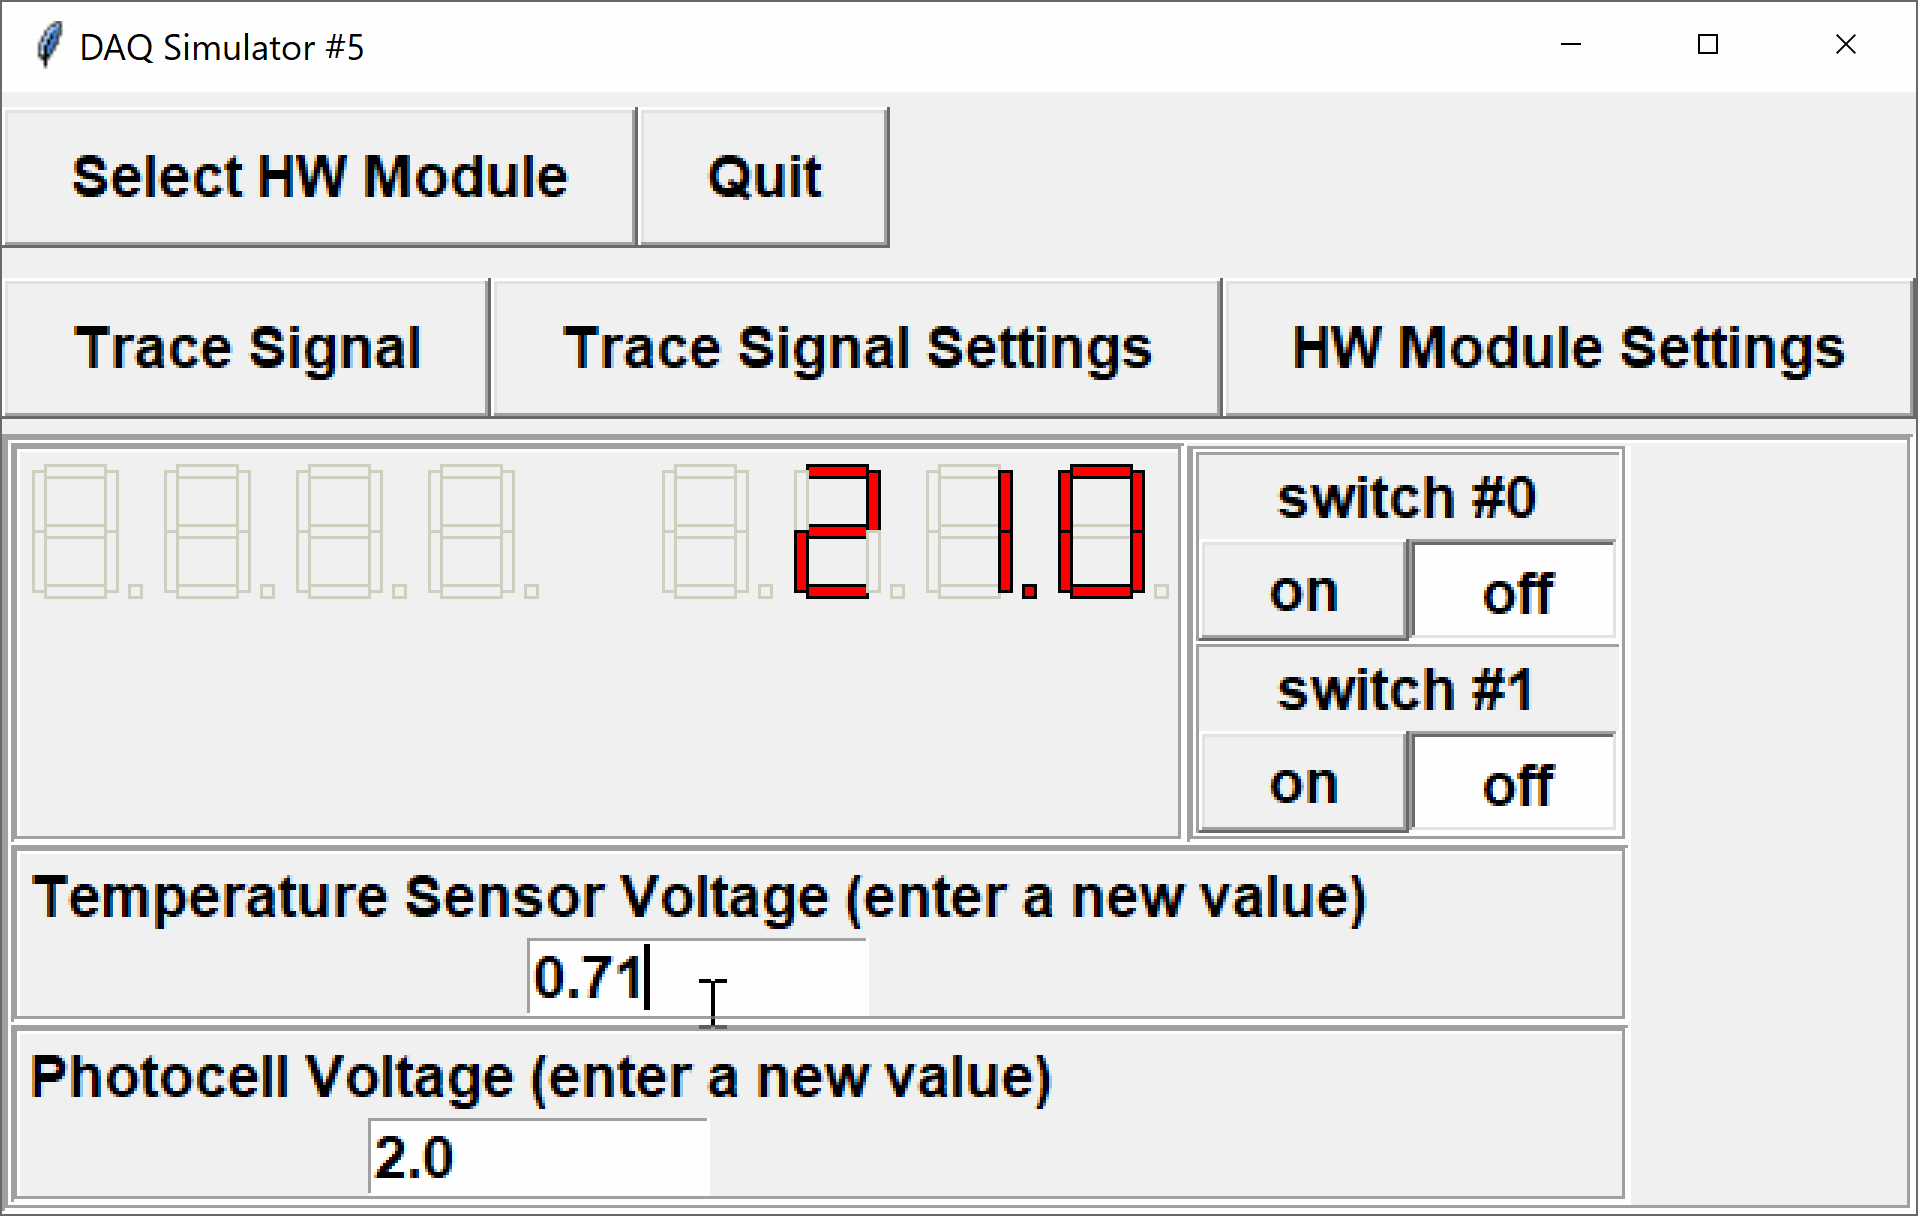 DAQ Simulator #5
Select HW Module Quit
Trace Signal Trace Signal Settings HW Module Settings
21.0
switch #0
on off
switch #1
on off
Temperature Sensor Voltage (enter a new value)
0.71
Photocell Voltage (enter a new value)
2.0